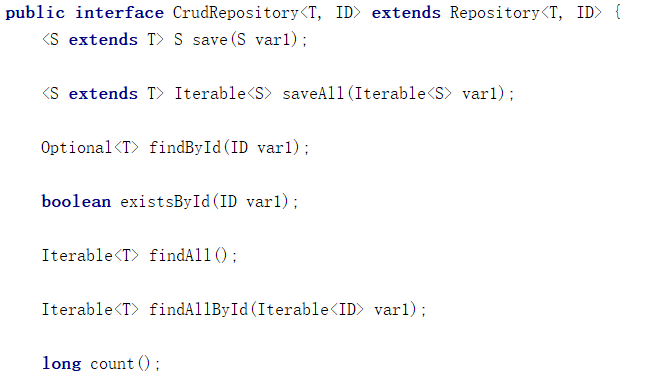 public interface CrudRepository<T, ID> extends Repository<T, ID> {
<S extends T> S save(S var1);
<S extends T> Iterable<S> saveAll(Iterable<S> var1);
Optional<T> findById(ID var1);
boolean existsById(ID var1);
Iterable<T> findAll();
Iterable<T> findAllById(Iterable<ID> var1);
long count();